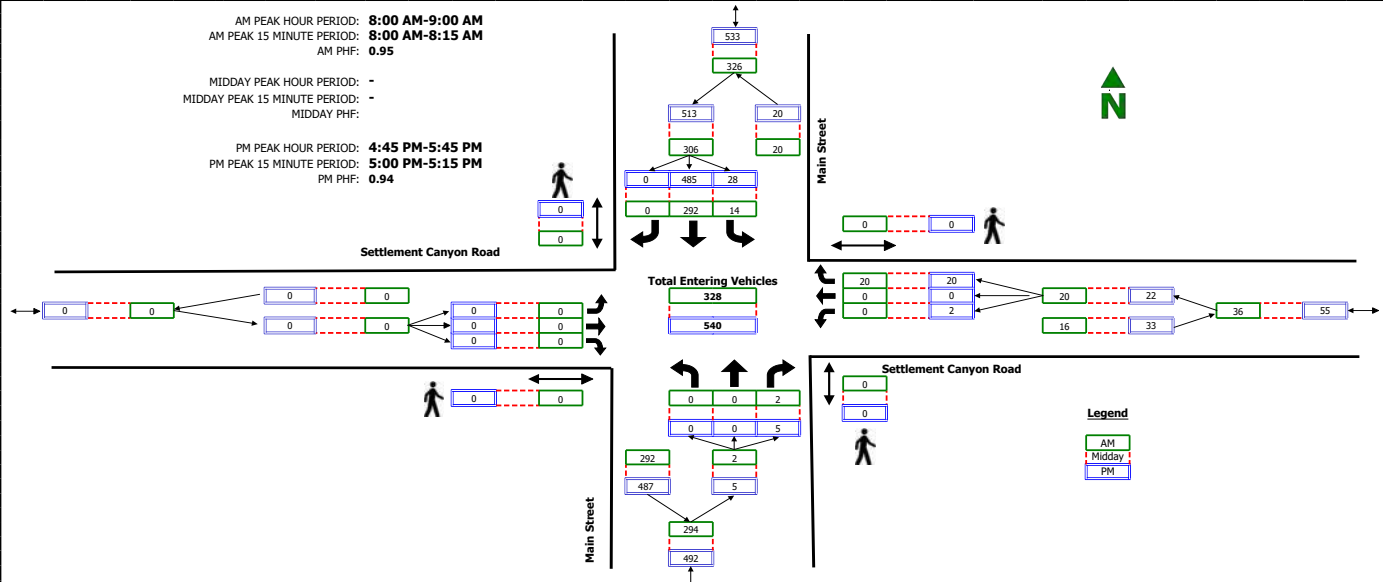 AM PEAK HOUR PERIOD: 8:00 AM-9:00 AM
AM PEAK 15 MINUTE PERIOD: 8:00 AM-8:15 AM
AM PHF: 0.95
MIDDAY PEAK HOUR PERIOD: -
MIDDAY PEAK 15 MINUTE PERIOD: -
MIDDAY PHF:
PM PEAK HOUR PERIOD: 4:45 PM-5:45 PM
PM PEAK 15 MINUTE PERIOD: 5:00 PM-5:15 PM
PM PHF: 0.94
533
326
513 20
306 20
0 485 28
0 292 14
N
Main Street
0
0
0 0
Settlement Canyon Road
Total Entering Vehicles
328
540
0 0 0 0
0 0
0 0
0 0
0 0
20 20
0 0
0 2
20 22
16 33
36 55
Settlement Canyon Road
0 0
0
0
0 0 2
0 0 5
292 2
487 5
294
492
Main Street
Legend
AM
Midday
PM